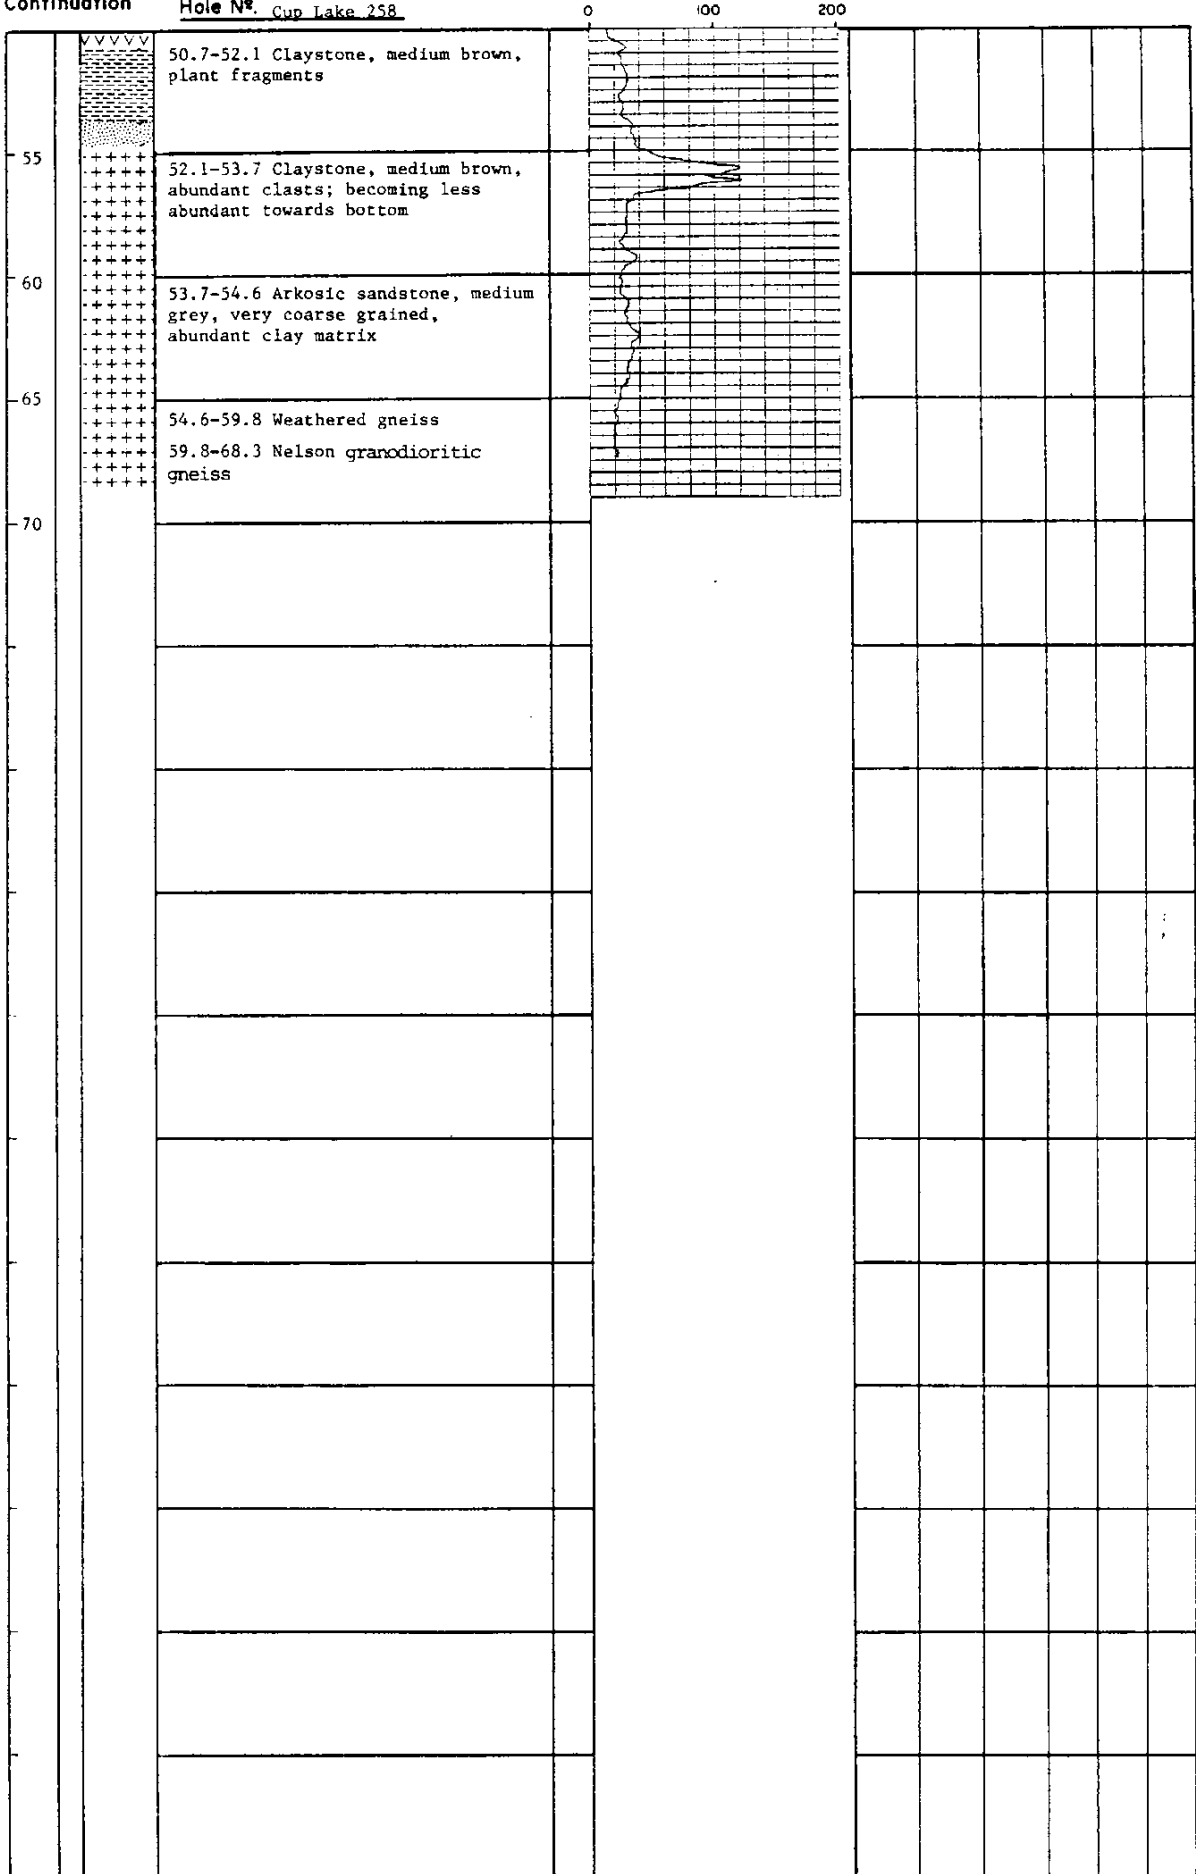 Continuation
Hole Nº. Cup Lake 258
0 100 200
50.7-52.1 Claystone, medium brown,
plant fragments
55
52.1-53.7 Claystone, medium brown,
abundant clasts; becoming less
abundant towards bottom
60
53.7-54.6 Arkosic sandstone, medium
grey, very coarse grained,
abundant clay matrix
65
54.6-59.8 Weathered gneiss
59.8-68.3 Nelson granodioritic
gneiss
70